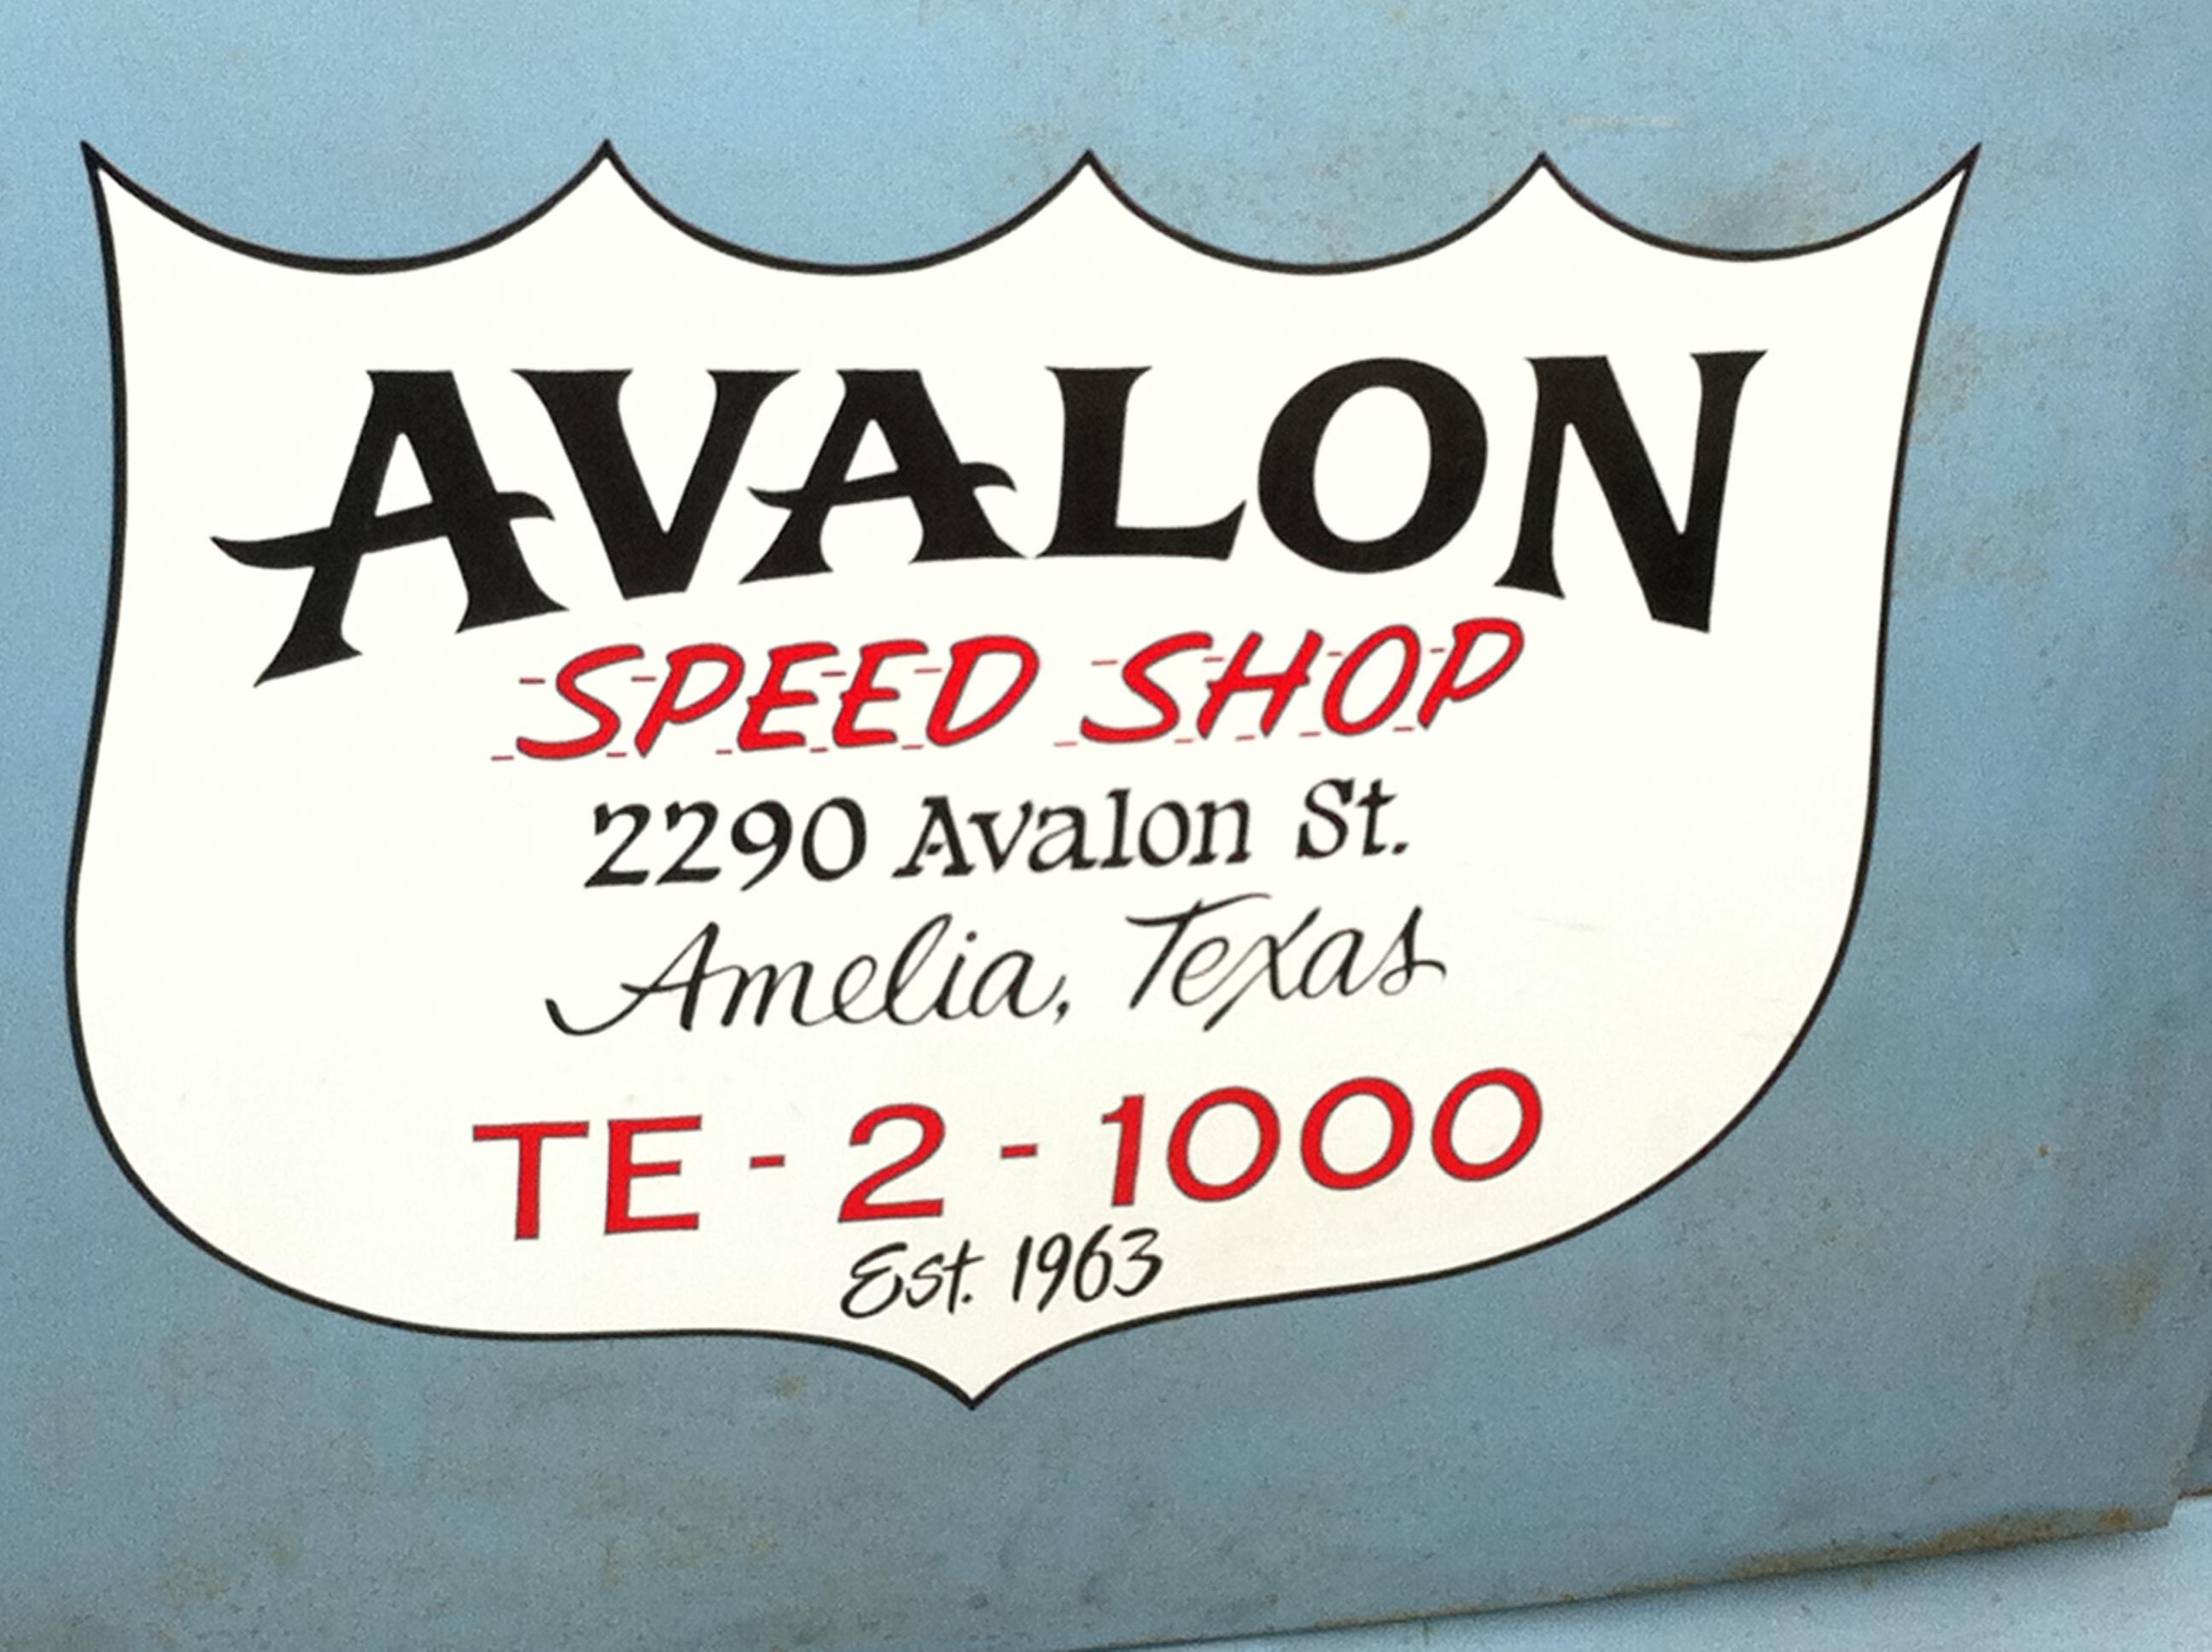 AVALON
SPEED SHOP
2290 Avalon St.
Amelia, Texas
TE - 2 - 1000
Est. 1963